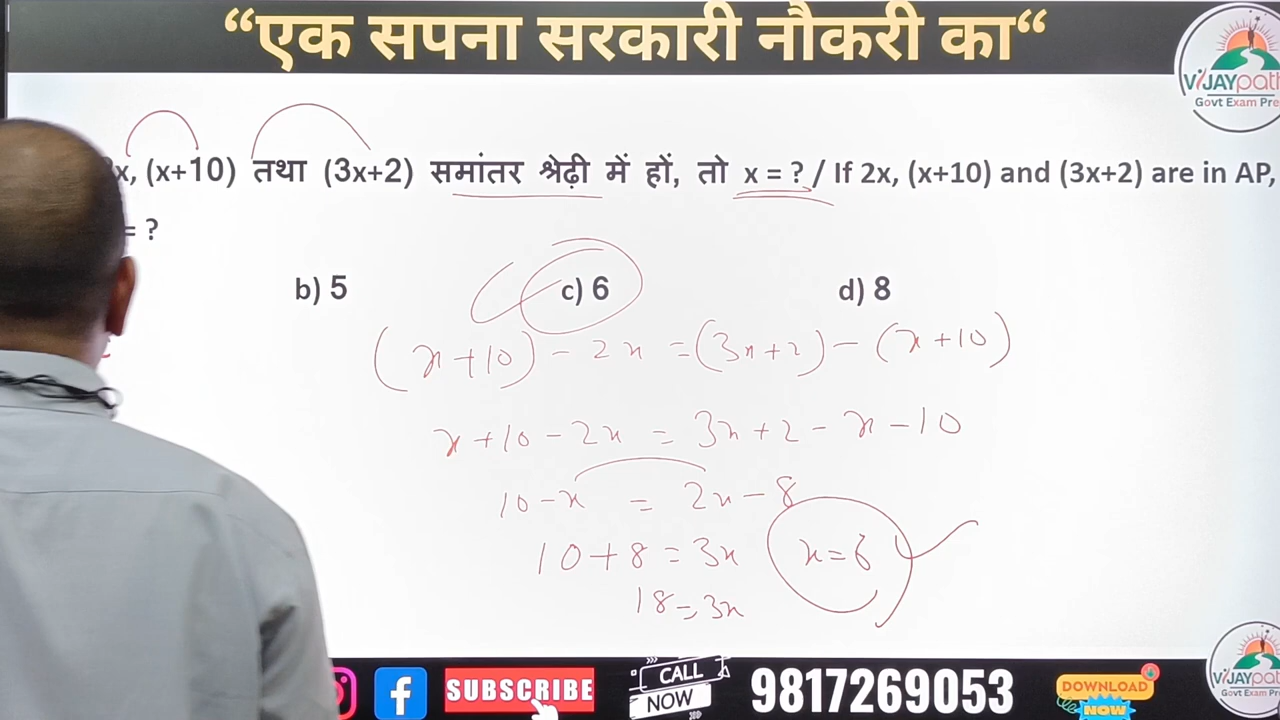 “एक सपना सरकारी नौकरी का“
VIJAYpath
Govt Exam Pre
x, (x+10) तथा (3x+2) समांतर श्रेढ़ी में हों, तो x = ? / If 2x, (x+10) and (3x+2) are in AP,
= ?
b) 5 c) 6 d) 8
(x+10) - 2x = (3x+2) - (x+10)
x+10-2x = 3x+2-x-10
10-x = 2x-8
10+8 = 3x
x=6
18=3x
SUBSCRIBE
CALL
NOW
9817269053
DOWNLOAD
NOW
VIJAYpath
Govt Exam Pre